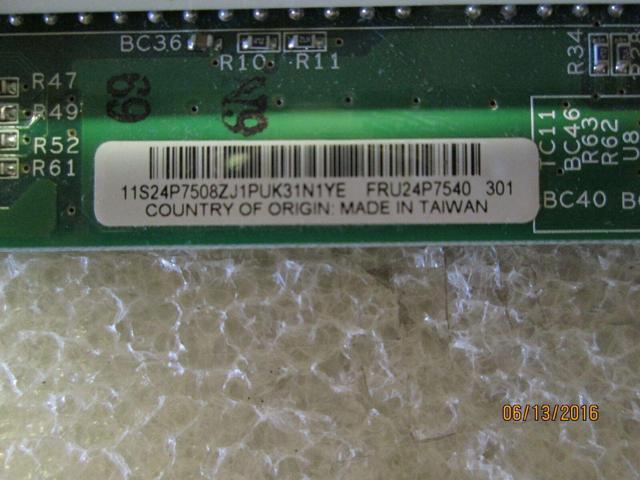 BC36
R10 R11
R34
R47
R49
R52
R61
69
TC11
BC46
R63
R62
U8
11S24P7508ZJ1PUK31N1YE FRU24P7540 301
COUNTRY OF ORIGIN: MADE IN TAIWAN
BC40
06/13/2016